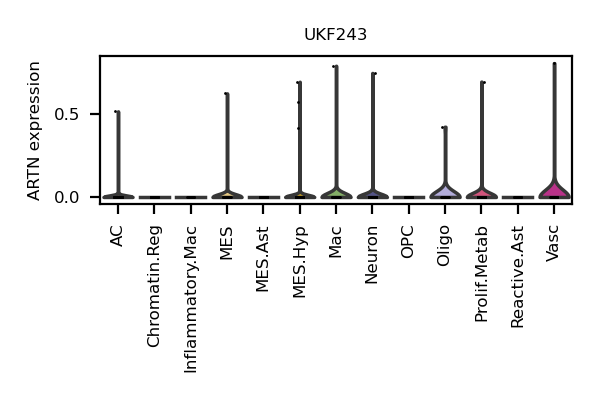 UKF243
ARTN expression
0.5
0.0
AC
Chromatin.Reg
Inflammatory.Mac
MES
MES.Ast
MES.Hyp
Mac
Neuron
OPC
Oligo
Prolif.Metab
Reactive.Ast
Vasc